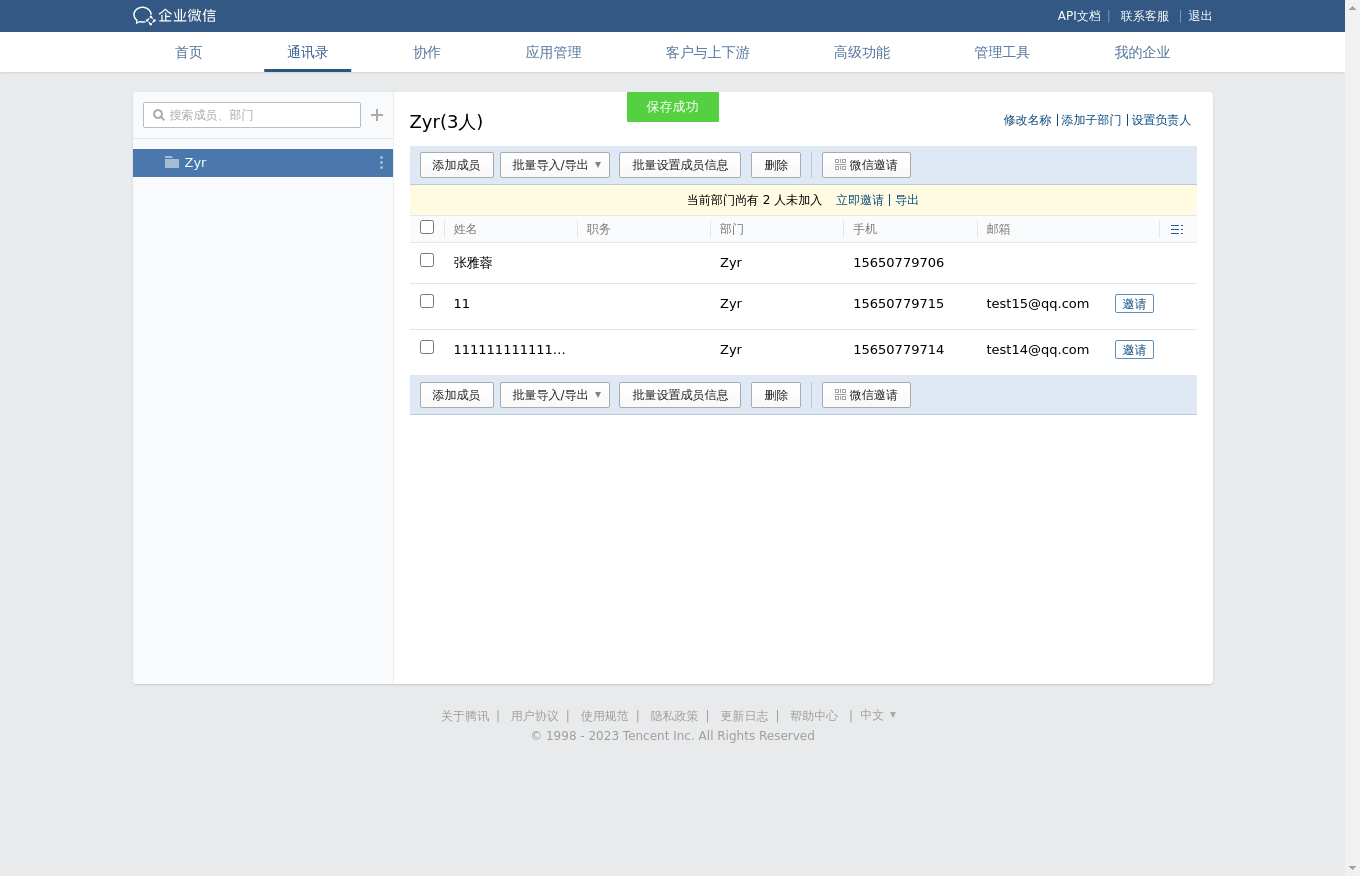 企业微信 API文档 | 联系客服 | 退出
首页 通讯录 协作 应用管理 客户与上下游 高级功能 管理工具 我的企业
搜索成员、部门
Zyr
保存成功
Zyr(3人) 修改名称 | 添加子部门 | 设置负责人
添加成员 批量导入/导出 批量设置成员信息 删除 微信邀请
当前部门尚有 2 人未加入 立即邀请 | 导出
姓名 职务 部门 手机 邮箱
张雅蓉 Zyr 15650779706
11 Zyr 15650779715 test15@qq.com 邀请
111111111111... Zyr 15650779714 test14@qq.com 邀请
添加成员 批量导入/导出 批量设置成员信息 删除 微信邀请
关于腾讯 | 用户协议 | 使用规范 | 隐私政策 | 更新日志 | 帮助中心 | 中文
© 1998 - 2023 Tencent Inc. All Rights Reserved